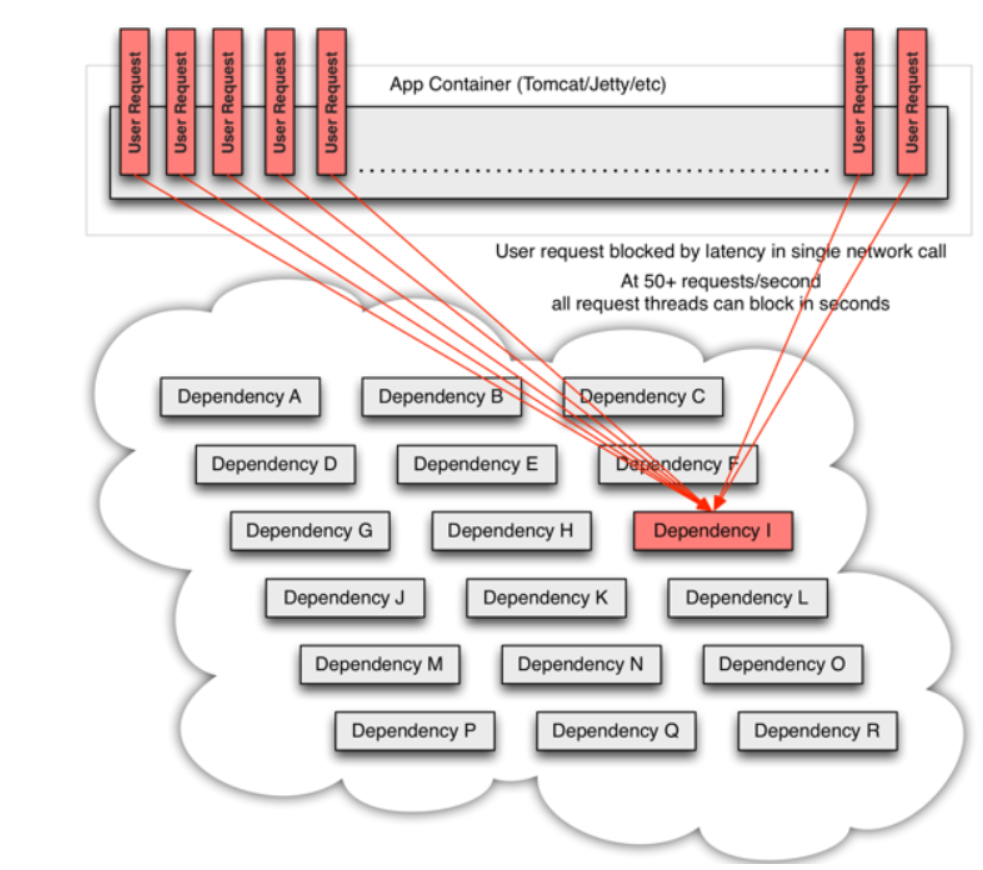 User Request
User Request
User Request
User Request
User Request
User Request
User Request
App Container (Tomcat/Jetty/etc)
User request blocked by latency in single network call
At 50+ requests/second
all request threads can block in seconds
Dependency A
Dependency B
Dependency C
Dependency D
Dependency E
Dependency F
Dependency G
Dependency H
Dependency I
Dependency J
Dependency K
Dependency L
Dependency M
Dependency N
Dependency O
Dependency P
Dependency Q
Dependency R